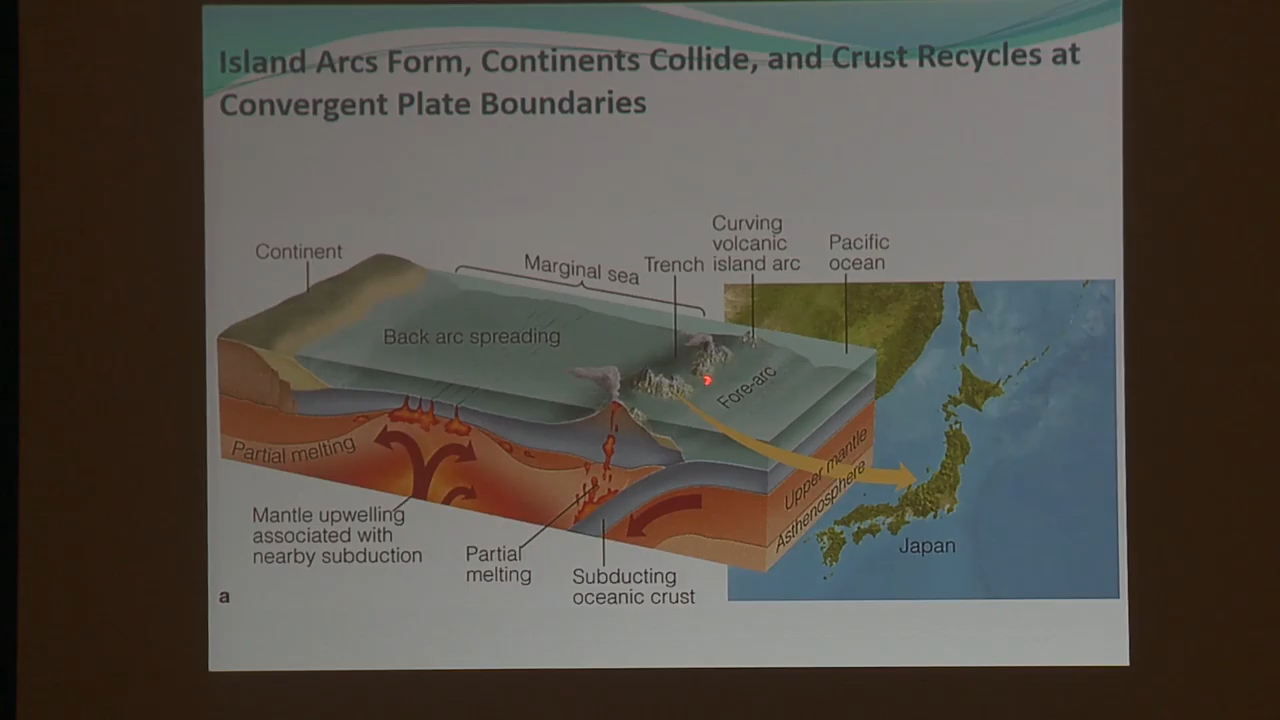 Island Arcs Form, Continents Collide, and Crust Recycles at
Convergent Plate Boundaries
Continent
Marginal sea
Trench
Curving
volcanic
island arc
Pacific
ocean
Back arc spreading
Fore-arc
Partial melting
Upper mantle
Asthenosphere
Mantle upwelling
associated with
nearby subduction
Partial
melting
Subducting
oceanic crust
Japan
a